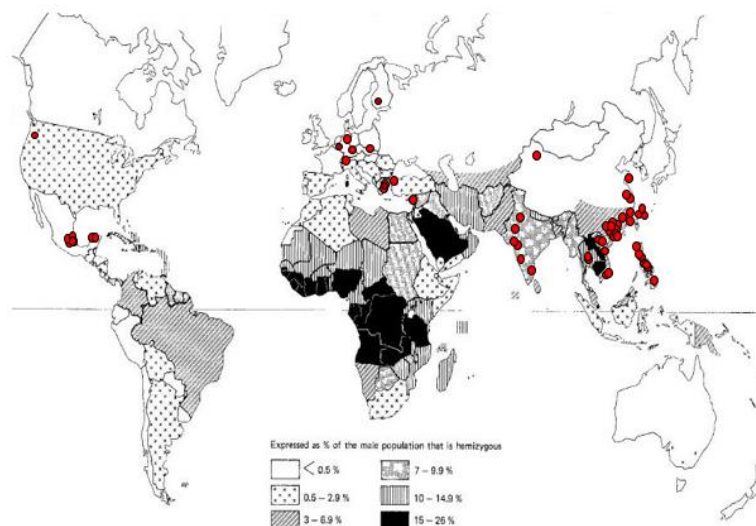 Expressed as % of the male population that is hemizygous
< 0.5 %
7 – 9.9 %
0.5 – 2.9 %
10 – 14.9 %
3 – 6.9 %
15 – 26 %